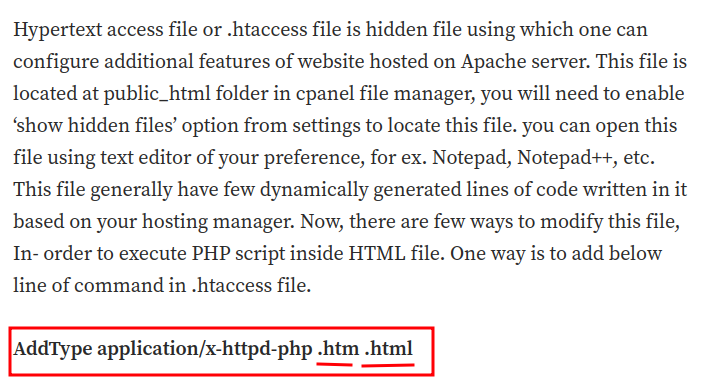 Hypertext access file or .htaccess file is hidden file using which one can
configure additional features of website hosted on Apache server. This file is
located at public_html folder in cpanel file manager, you will need to enable
‘show hidden files’ option from settings to locate this file. you can open this
file using text editor of your preference, for ex. Notepad, Notepad++, etc.
This file generally have few dynamically generated lines of code written in it
based on your hosting manager. Now, there are few ways to modify this file,
In- order to execute PHP script inside HTML file. One way is to add below
line of command in .htaccess file.
AddType application/x-httpd-php .htm .html